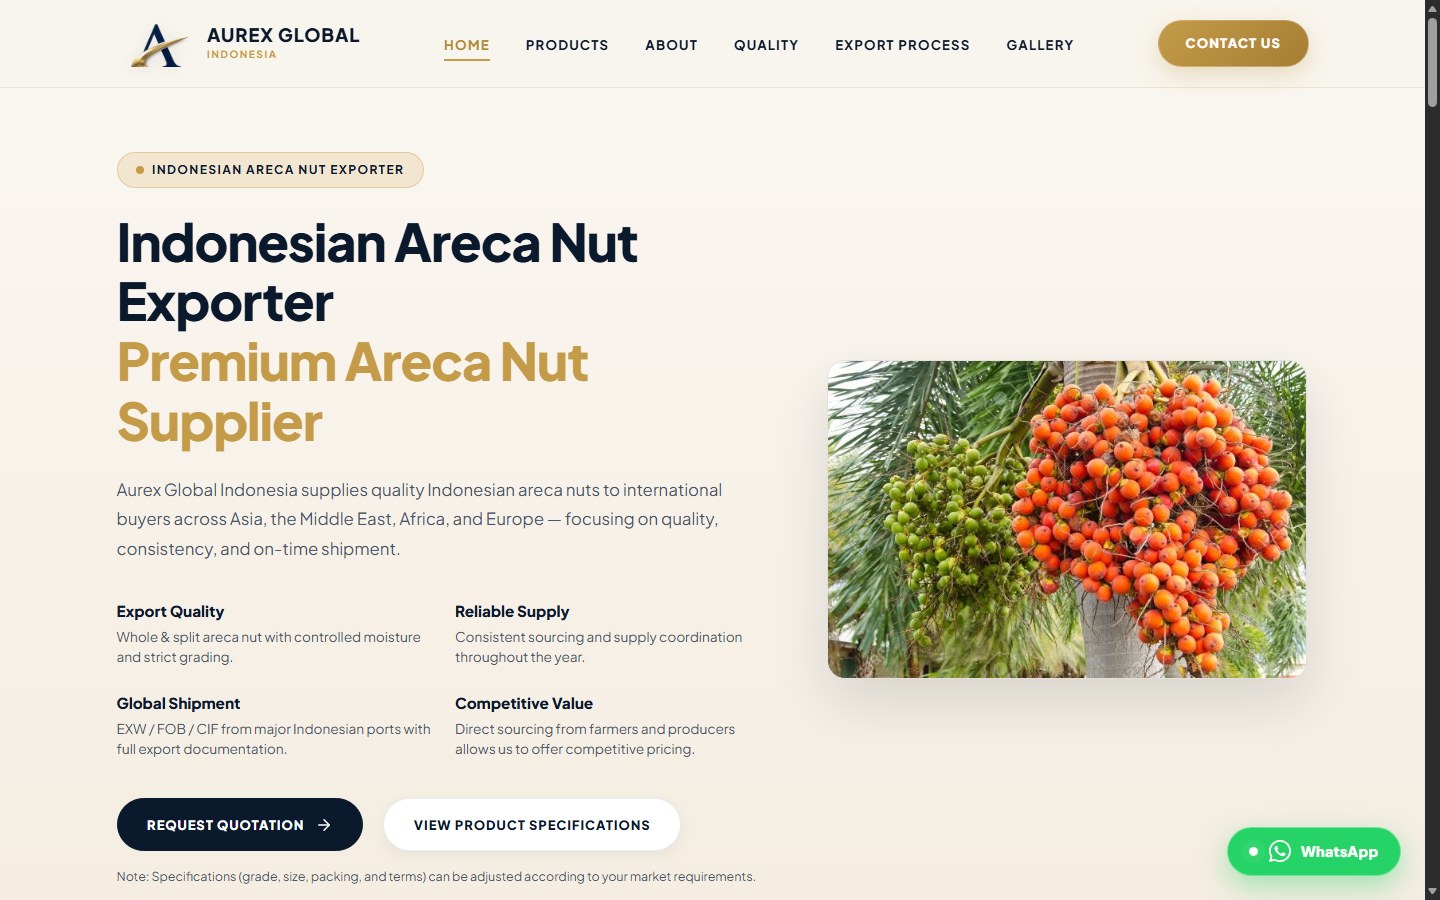 AUREX GLOBAL
INDONESIA
HOME
PRODUCTS
ABOUT
QUALITY
EXPORT PROCESS
GALLERY
CONTACT US
INDONESIAN ARECA NUT EXPORTER
Indonesian Areca Nut
Exporter
Premium Areca Nut
Supplier
Aurex Global Indonesia supplies quality Indonesian areca nuts to international
buyers across Asia, the Middle East, Africa, and Europe — focusing on quality,
consistency, and on-time shipment.
Export Quality
Whole & split areca nut with controlled moisture
and strict grading.
Reliable Supply
Consistent sourcing and supply coordination
throughout the year.
Global Shipment
EXW / FOB / CIF from major Indonesian ports with
full export documentation.
Competitive Value
Direct sourcing from farmers and producers
allows us to offer competitive pricing.
REQUEST QUOTATION
VIEW PRODUCT SPECIFICATIONS
Note: Specifications (grade, size, packing, and terms) can be adjusted according to your market requirements.
WhatsApp